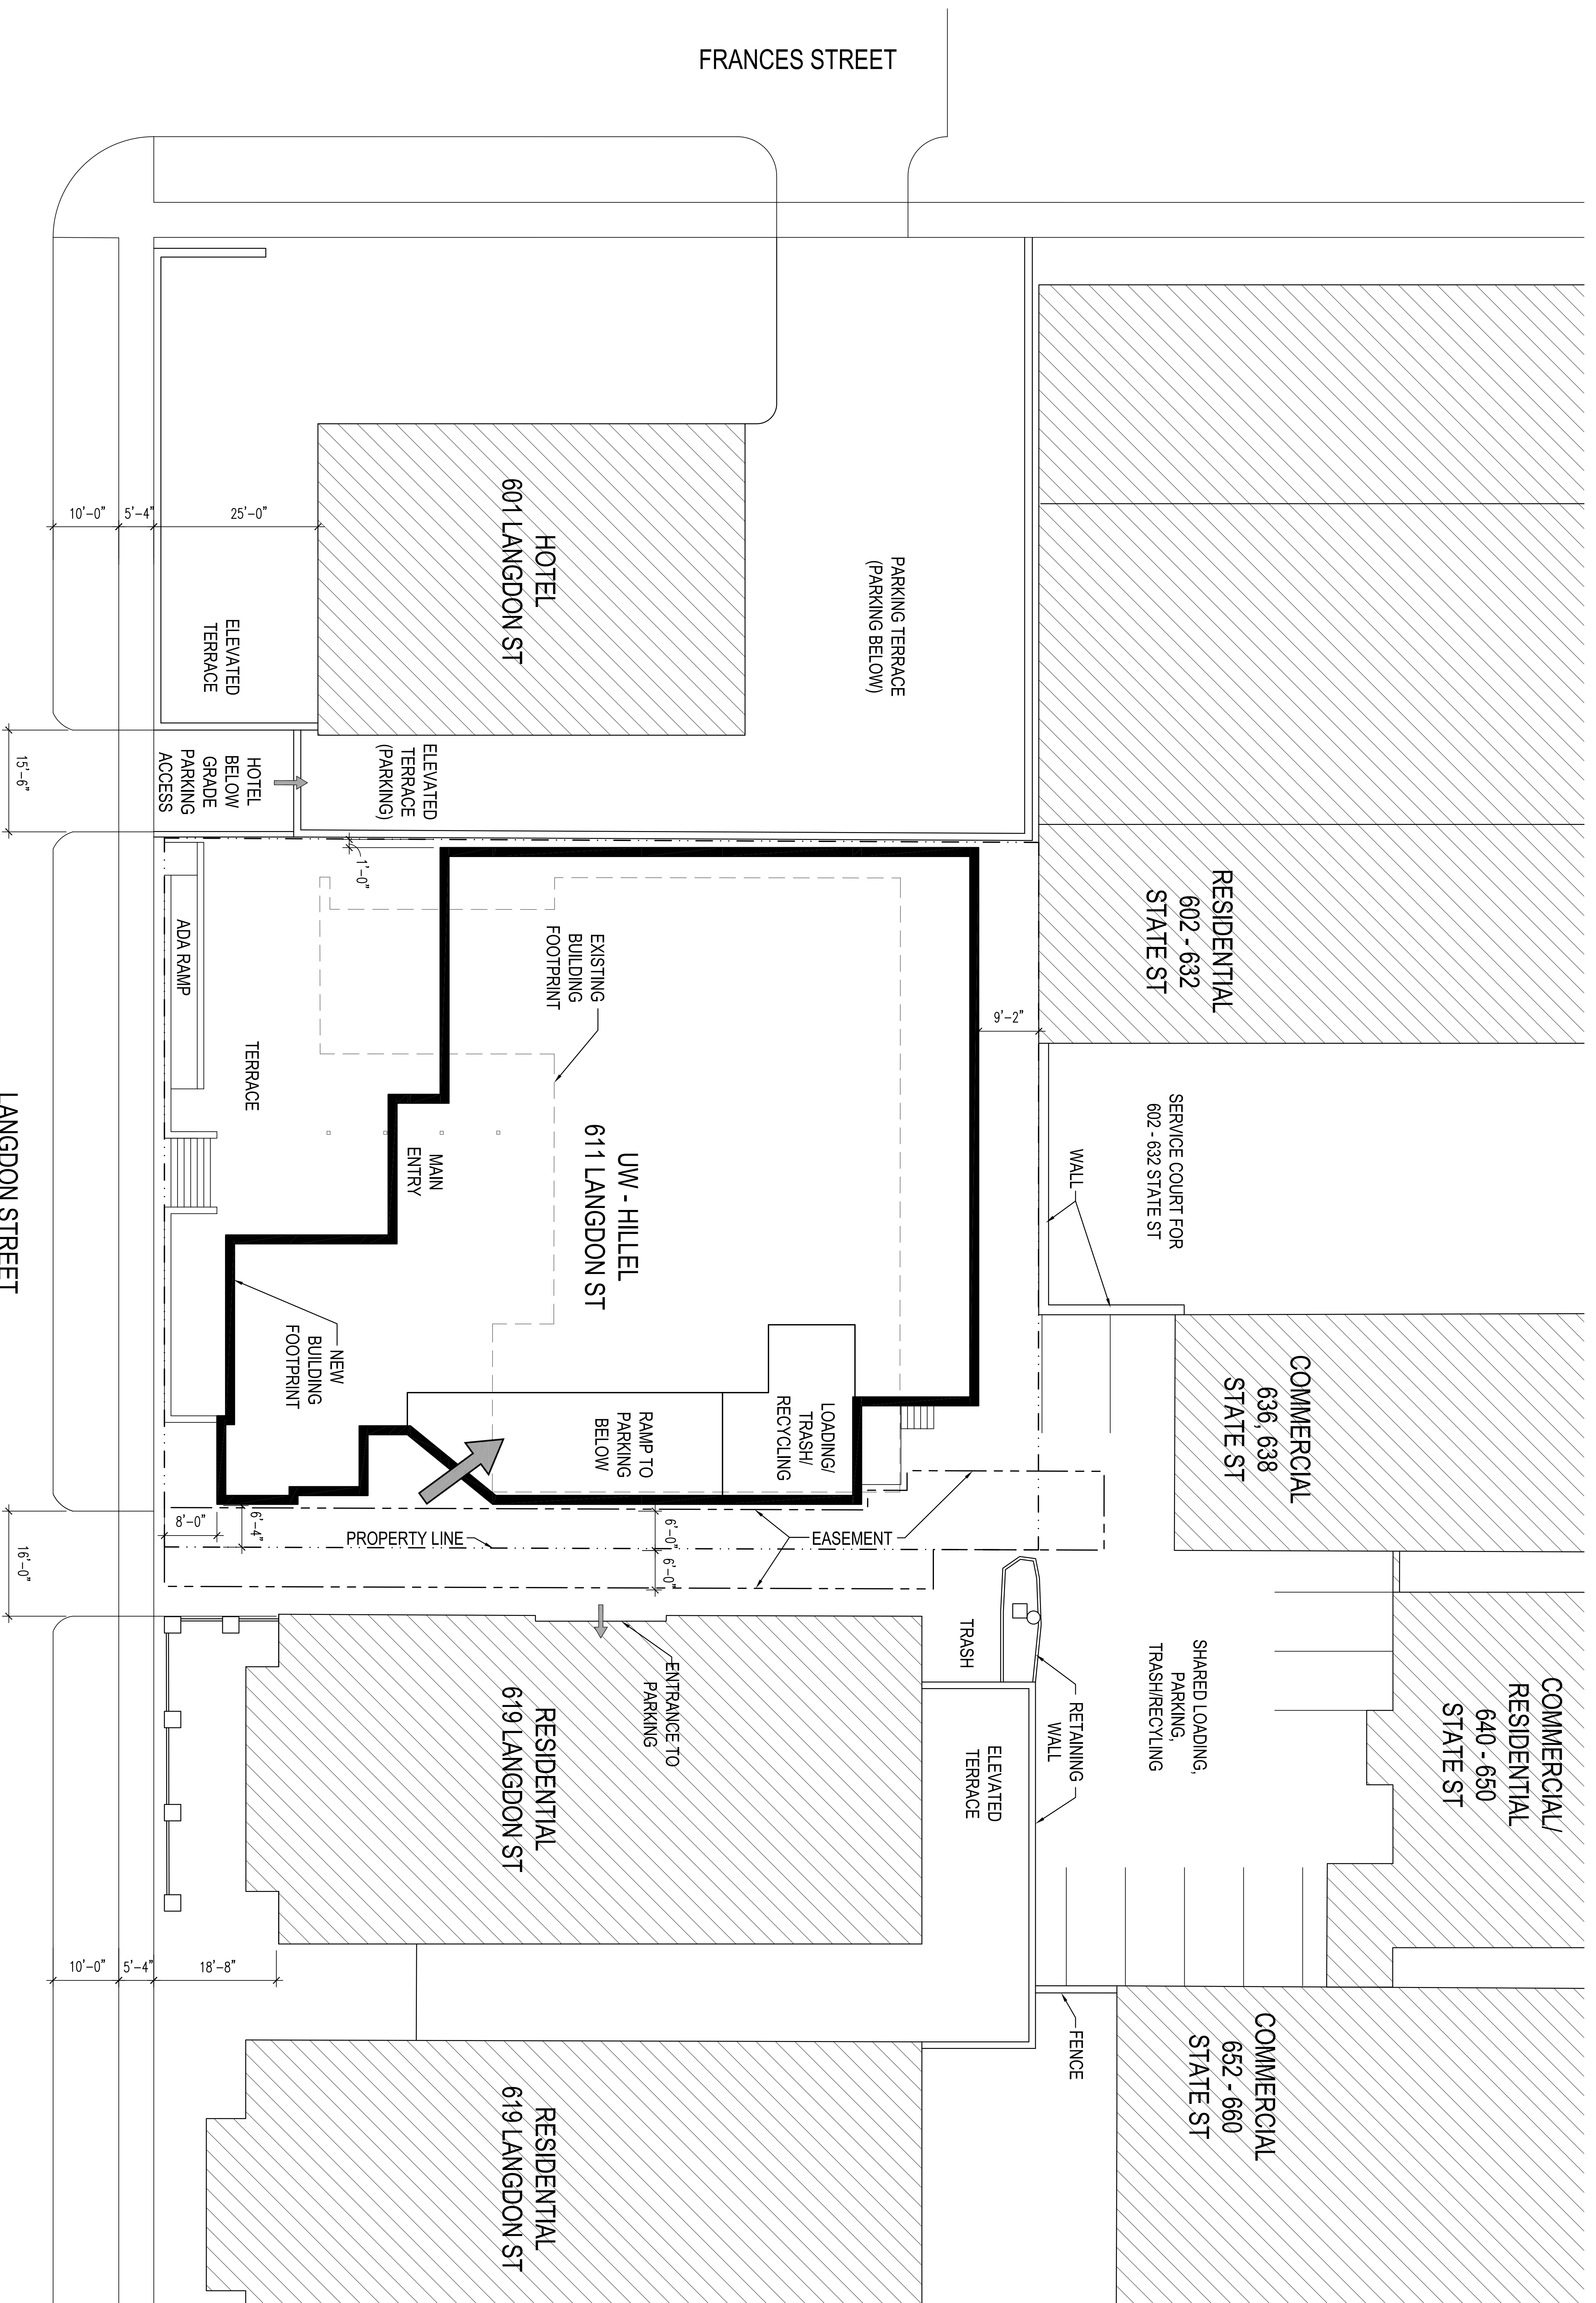 FRANCES STREET
HOTEL
601 LANGDON ST
PARKING TERRACE
(PARKING BELOW)
10'-0"
5'-4"
25'-0"
ELEVATED
TERRACE
HOTEL
BELOW
GRADE
PARKING
ACCESS
ELEVATED
TERRACE
(PARKING)
15'-6"
1'-0"
RESIDENTIAL
602 - 632
STATE ST
9'-2"
EXISTING
BUILDING
FOOTPRINT
ADA RAMP
TERRACE
MAIN
ENTRY
UW - HILLEL
611 LANGDON ST
SERVICE COURT FOR
602 - 632 STATE ST
WALL
LANGDON STREET
NEW
BUILDING
FOOTPRINT
RAMP TO
PARKING
BELOW
LOADING/
TRASH/
RECYCLING
COMMERCIAL
636, 638
STATE ST
8'-0"
6'-4"
PROPERTY LINE
6'-0"
6'-0"
EASEMENT
16'-0"
ENTRANCE TO
PARKING
TRASH
RETAINING
WALL
SHARED LOADING,
PARKING,
TRASH/RECYLING
COMMERCIAL/
RESIDENTIAL
640 - 650
STATE ST
RESIDENTIAL
619 LANGDON ST
ELEVATED
TERRACE
10'-0"
5'-4"
18'-8"
FENCE
COMMERCIAL
652 - 660
STATE ST
RESIDENTIAL
619 LANGDON ST